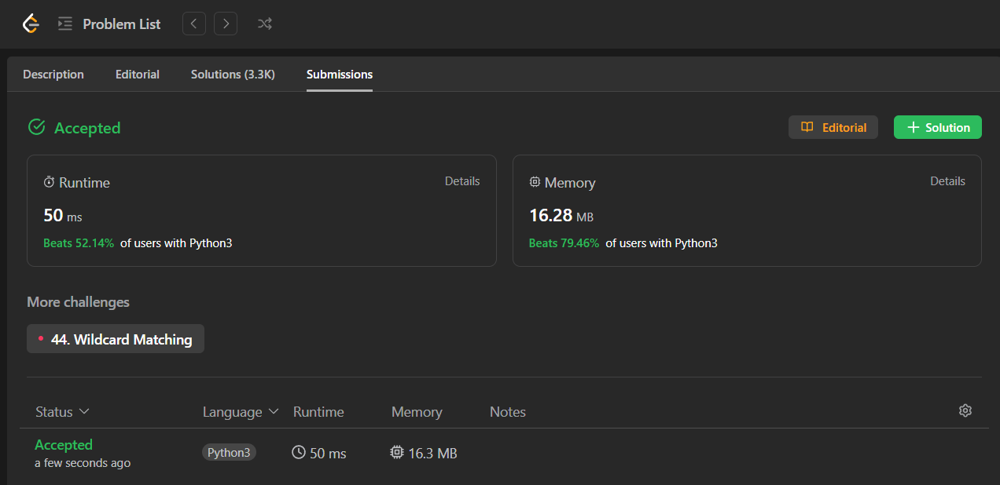 Problem List
Description Editorial Solutions (3.3K) Submissions
Accepted Editorial Solution
Runtime Details Memory Details
50 ms 16.28 MB
Beats 52.14% of users with Python3 Beats 79.46% of users with Python3
More challenges
44. Wildcard Matching
Status Language Runtime Memory Notes
Accepted
a few seconds ago Python3 50 ms 16.3 MB